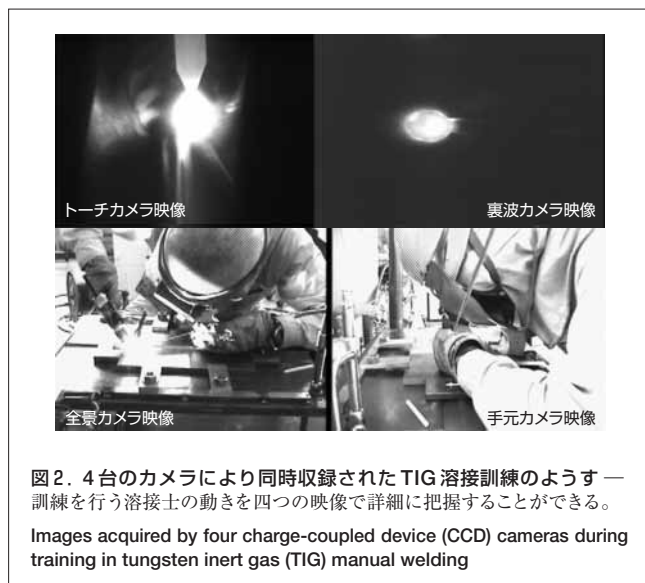 トーチカメラ映像
裏波カメラ映像
全景カメラ映像
手元カメラ映像
図2．4台のカメラにより同時収録されたTIG溶接訓練のようす —
訓練を行う溶接士の動きを四つの映像で詳細に把握することができる。
Images acquired by four charge-coupled device (CCD) cameras during
training in tungsten inert gas (TIG) manual welding